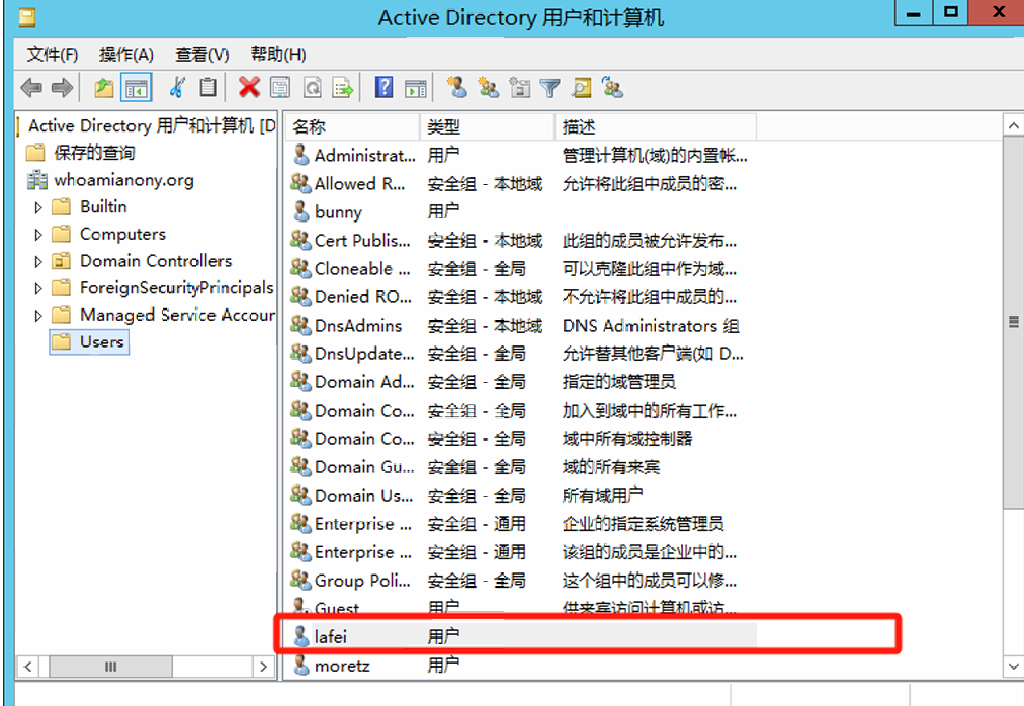 Active Directory 用户和计算机
文件(F) 操作(A) 查看(V) 帮助(H)
Active Directory 用户和计算机 [D
保存的查询
whoamianony.org
Builtin
Computers
Domain Controllers
ForeignSecurityPrincipals
Managed Service Accour
Users
名称 类型 描述
Administrat... 用户 管理计算机(域)的内置帐...
Allowed R... 安全组 - 本地域 允许将此组中成员的密...
bunny 用户
Cert Publis... 安全组 - 本地域 此组的成员被允许发布...
Cloneable ... 安全组 - 全局 可以克隆此组中作为域...
Denied RO... 安全组 - 本地域 不允许将此组中成员的...
DnsAdmins 安全组 - 本地域 DNS Administrators 组
DnsUpdate... 安全组 - 全局 允许替其他客户端(如 D...
Domain Ad... 安全组 - 全局 指定的域管理员
Domain Co... 安全组 - 全局 加入到域中的所有工作...
Domain Co... 安全组 - 全局 域中所有域控制器
Domain Gu... 安全组 - 全局 域的所有来宾
Domain Us... 安全组 - 全局 所有域用户
Enterprise ... 安全组 - 通用 企业的指定系统管理员
Enterprise ... 安全组 - 通用 该组的成员是企业中的...
Group Poli... 安全组 - 全局 这个组中的成员可以修...
Guest 用户 供来宾访问计算机或访...
lafei 用户
moretz 用户